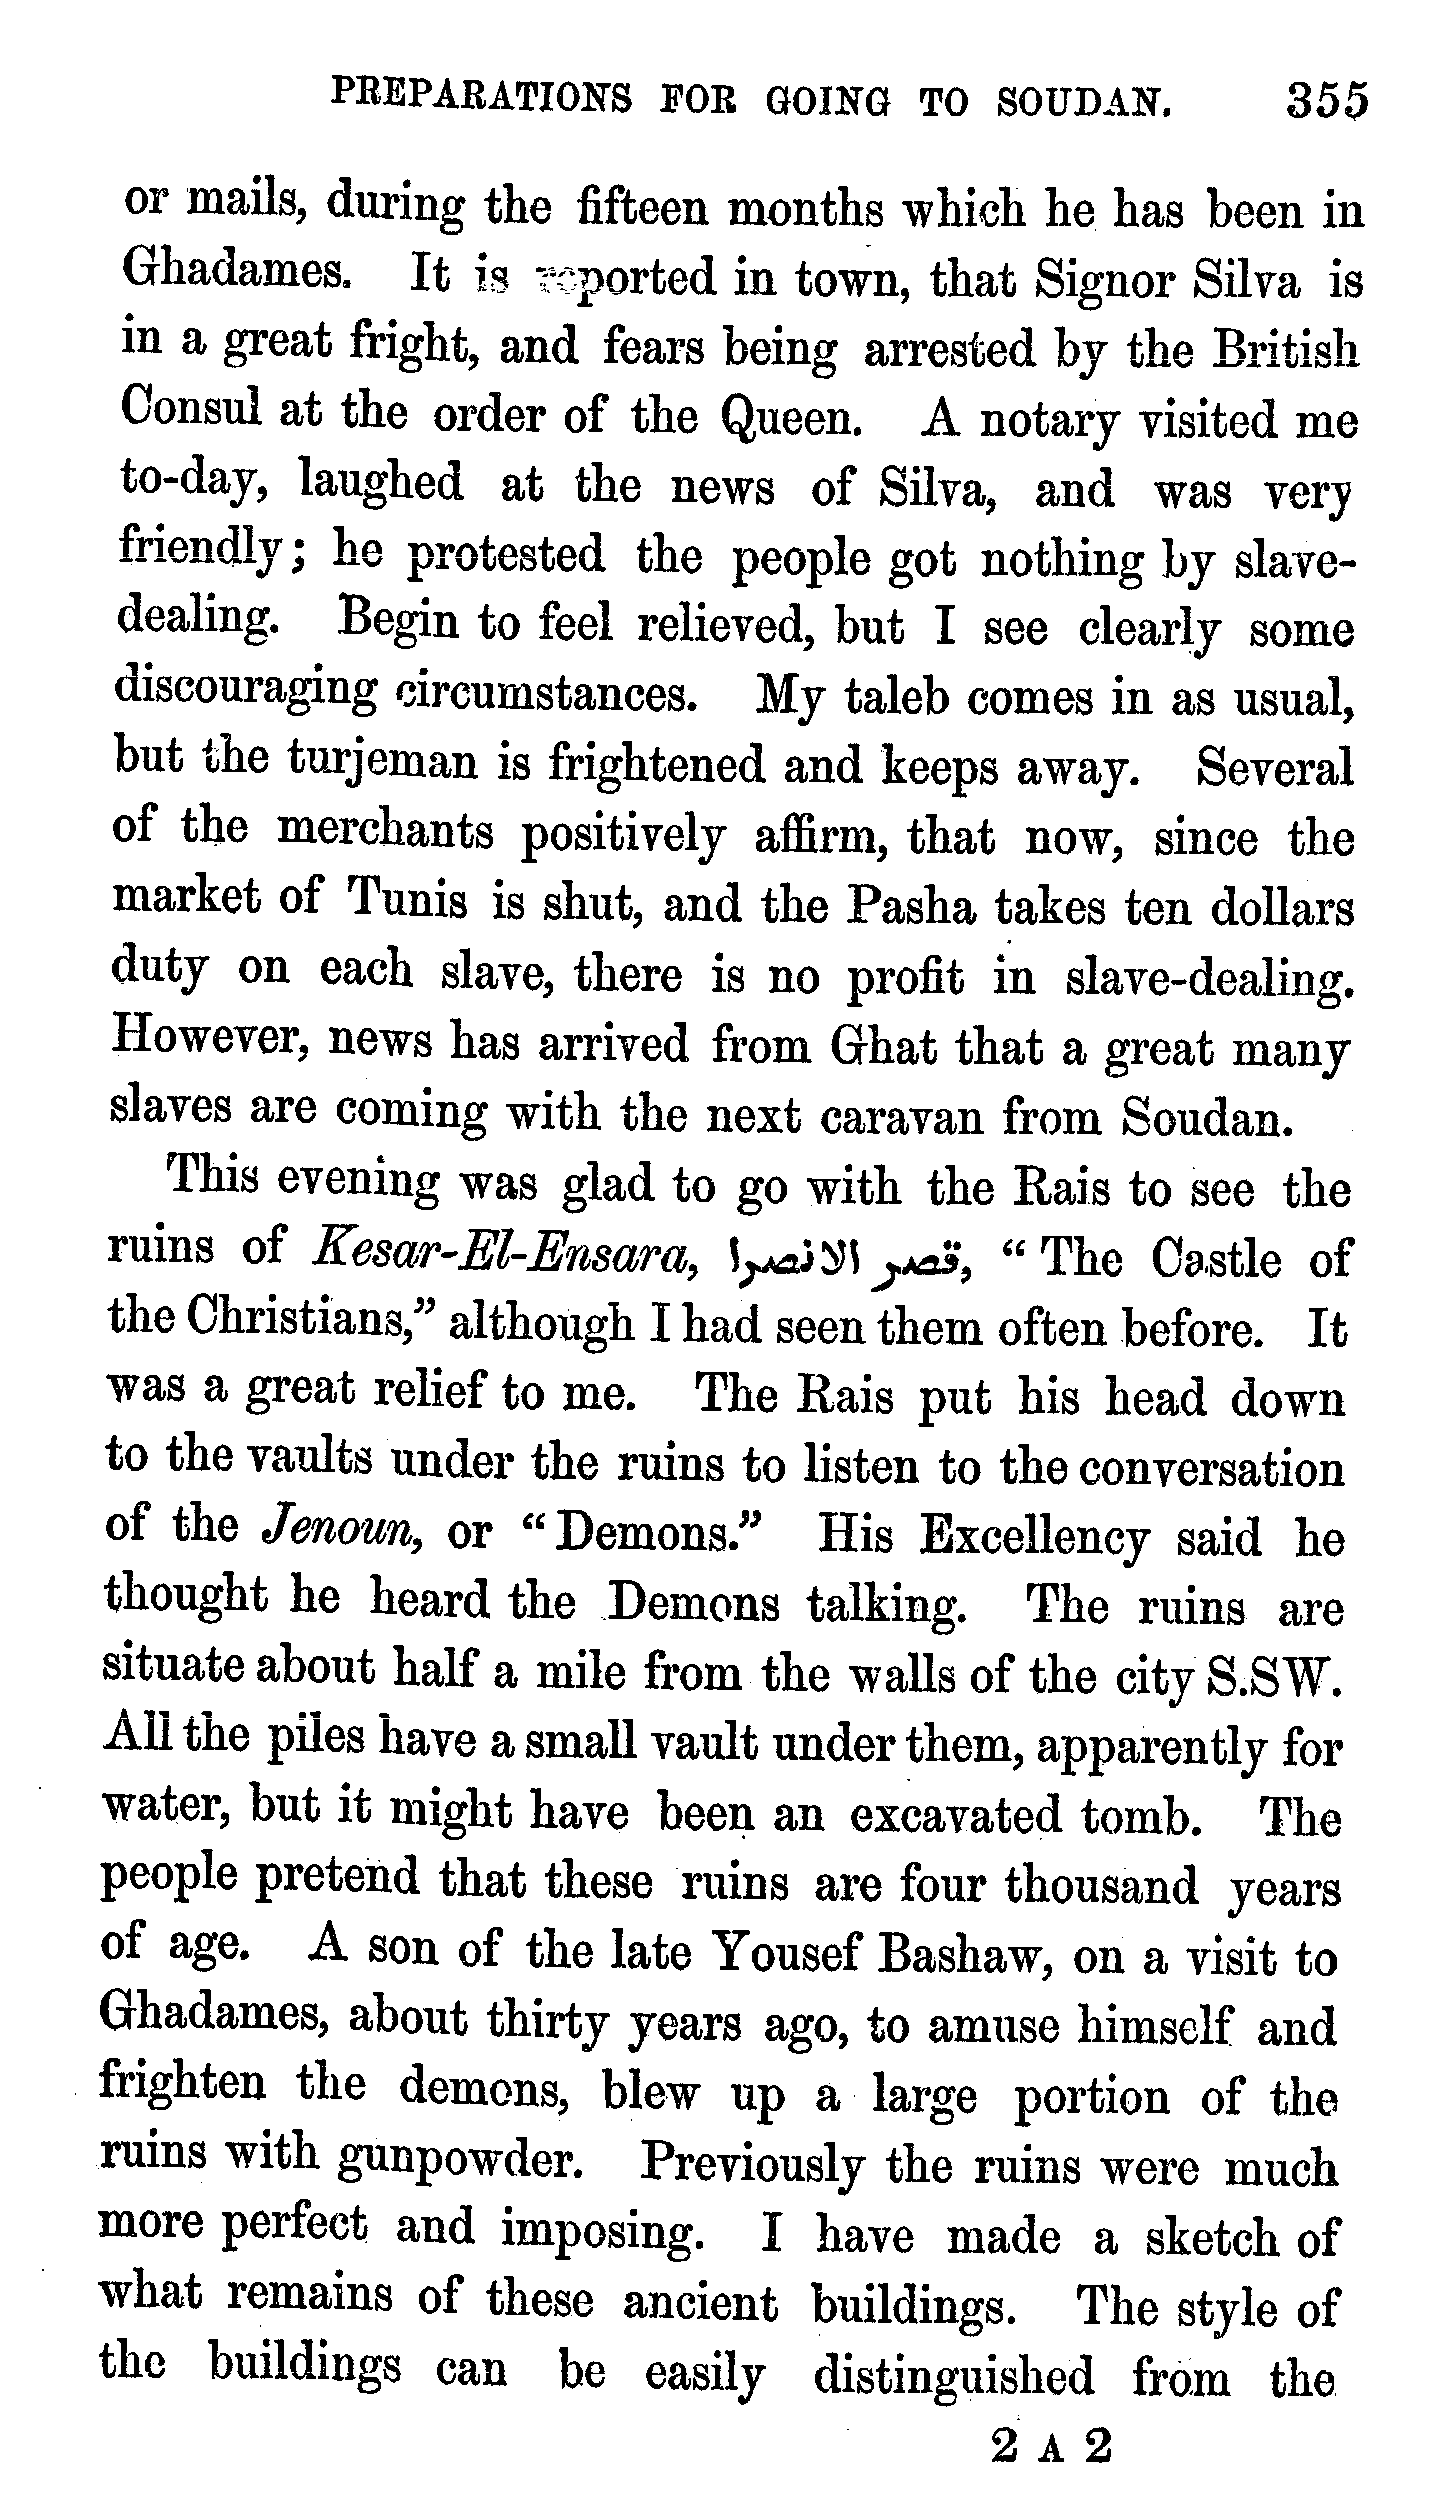 PREPARATIONS FOR GOING TO SOUDAN. 355
or mails, during the fifteen months which he has been in
Ghadames. It is reported in town, that Signor Silva is
in a great fright, and fears being arrested by the British
Consul at the order of the Queen. A notary visited me
to-day, laughed at the news of Silva, and was very
friendly; he protested the people got nothing by slave-
dealing. Begin to feel relieved, but I see clearly some
discouraging circumstances. My taleb comes in as usual,
but the turjeman is frightened and keeps away. Several
of the merchants positively affirm, that now, since the
market of Tunis is shut, and the Pasha takes ten dollars
duty on each slave, there is no profit in slave-dealing.
However, news has arrived from Ghat that a great many
slaves are coming with the next caravan from Soudan.
This evening was glad to go with the Rais to see the
ruins of Kesar-El-Ensara, قصر الانصرا, “The Castle of
the Christians,” although I had seen them often before. It
was a great relief to me. The Rais put his head down
to the vaults under the ruins to listen to the conversation
of the Jenoun, or “Demons.” His Excellency said he
thought he heard the Demons talking. The ruins are
situate about half a mile from the walls of the city S.SW.
All the piles have a small vault under them, apparently for
water, but it might have been an excavated tomb. The
people pretend that these ruins are four thousand years
of age. A son of the late Yousef Bashaw, on a visit to
Ghadames, about thirty years ago, to amuse himself and
frighten the demons, blew up a large portion of the
ruins with gunpowder. Previously the ruins were much
more perfect and imposing. I have made a sketch of
what remains of these ancient buildings. The style of
the buildings can be easily distinguished from the
2 A 2